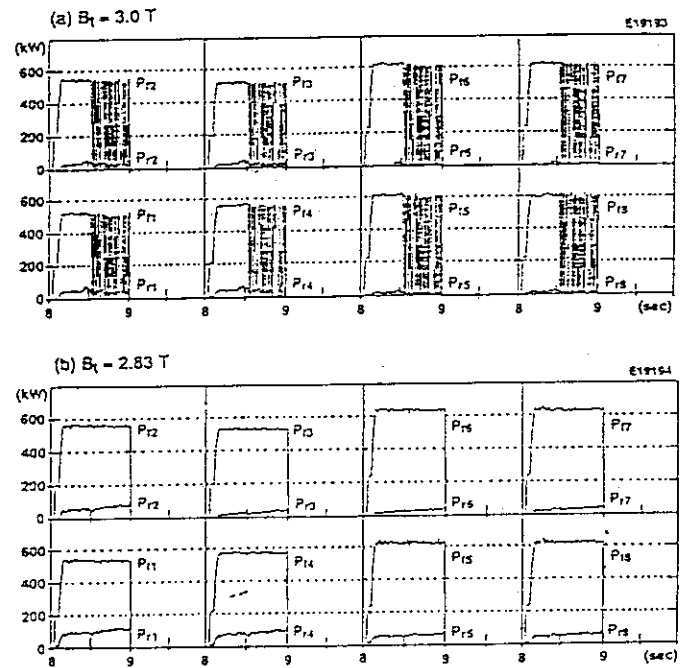 (a) Bt = 3.0 T
E19193
(kW)
600 Pf2 Pf3 Pf6 Pf7
400
200
0 Pr2 Pr3 Pr6 Pr7
600 Pf1 Pf4 Pf5 Pf8
400
200
0 Pr1 Pr4 Pr5 Pr8
8 9 8 9 8 9 8 9 (sec)
(b) Bt = 2.83 T
E19194
(kW)
600 Pf2 Pf3 Pf6 Pf7
400
200
0 Pr2 Pr3 Pr6 Pr7
600 Pf1 Pf4 Pf5 Pf8
400
200
0 Pr1 Pr4 Pr5 Pr8
8 9 8 9 8 9 8 9 (sec)